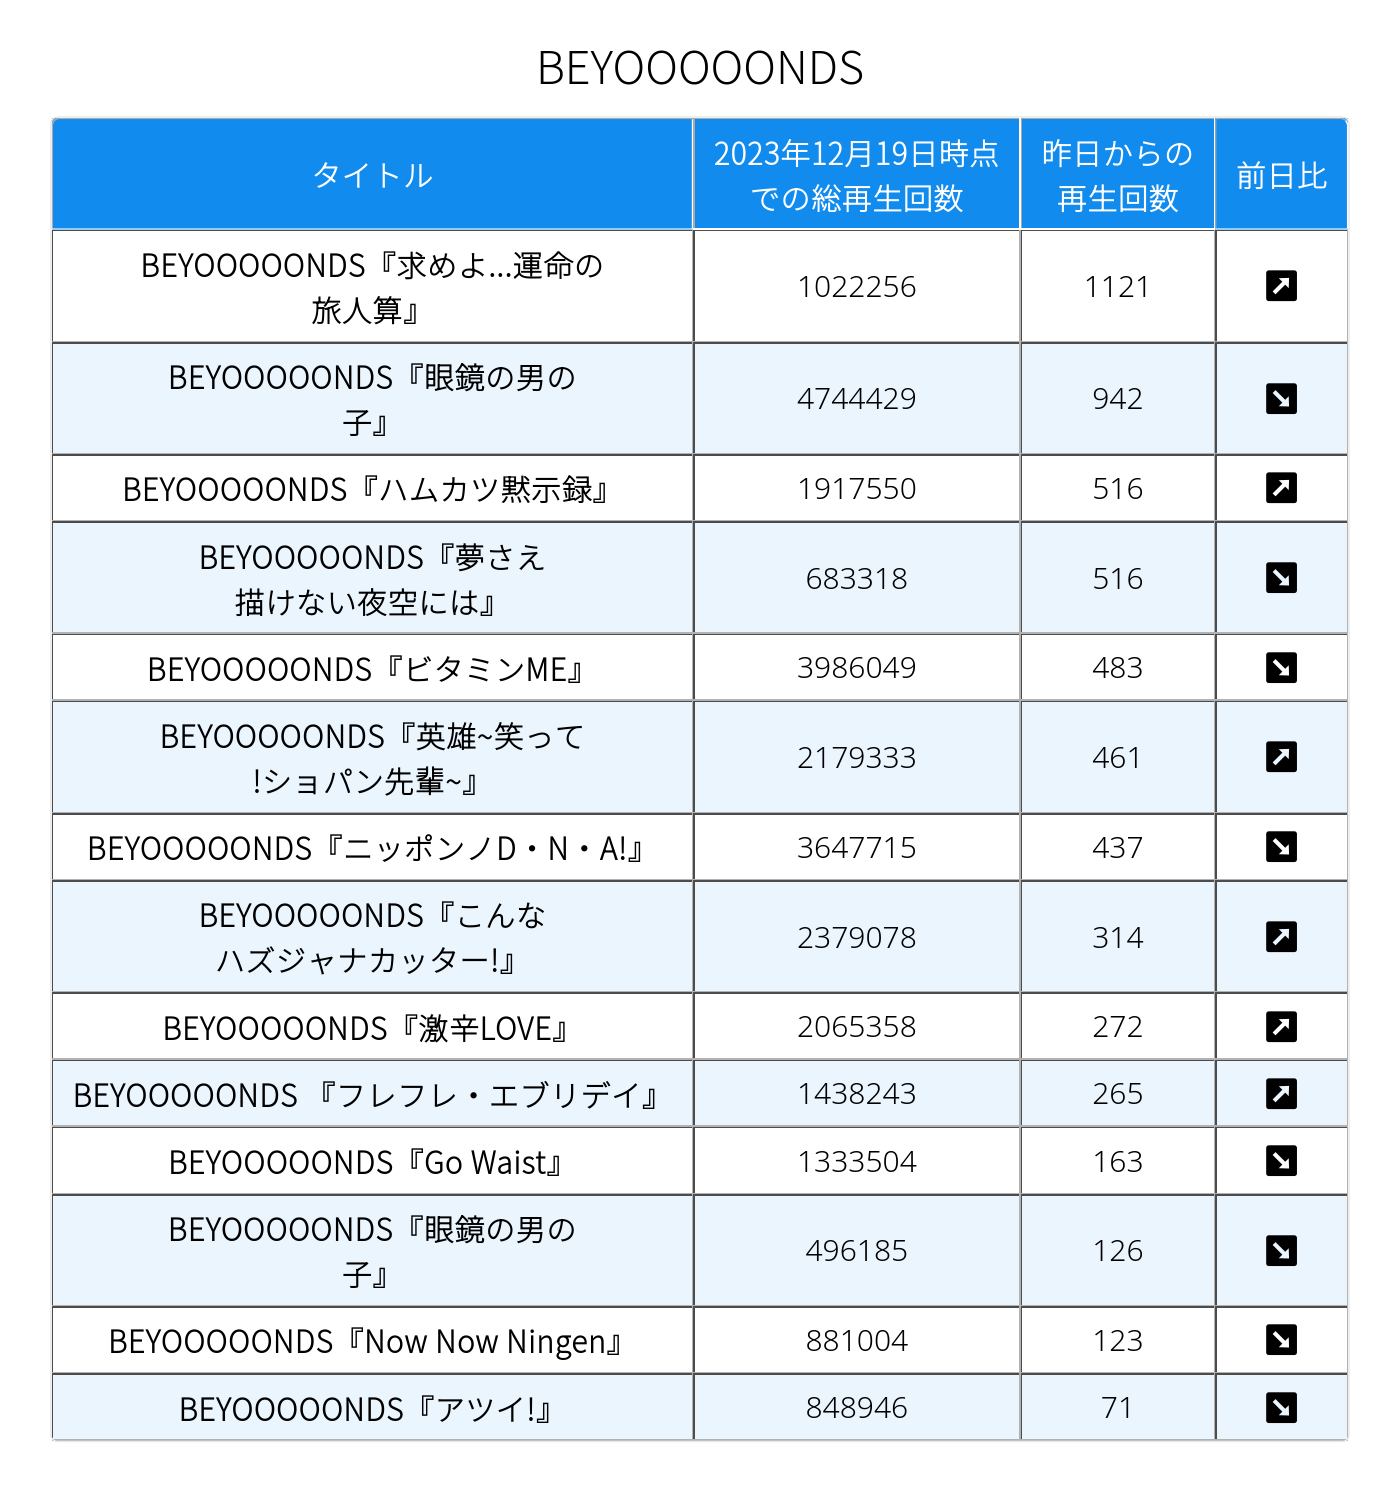 BEYOOOOONDS
タイトル
2023年12月19日時点
での総再生回数
昨日からの
再生回数
前日比
BEYOOOOONDS『求めよ...運命の
旅人算』
1022256
1121
BEYOOOOONDS『眼鏡の男の
子』
4744429
942
BEYOOOOONDS『ハムカツ黙示録』
1917550
516
BEYOOOOONDS『夢さえ
描けない夜空には』
683318
516
BEYOOOOONDS『ビタミンME』
3986049
483
BEYOOOOONDS『英雄~笑って
!ショパン先輩~』
2179333
461
BEYOOOOONDS『ニッポンノD・N・A!』
3647715
437
BEYOOOOONDS『こんな
ハズジャナカッター!』
2379078
314
BEYOOOOONDS『激辛LOVE』
2065358
272
BEYOOOOONDS 『フレフレ・エブリデイ』
1438243
265
BEYOOOOONDS『Go Waist』
1333504
163
BEYOOOOONDS『眼鏡の男の
子』
496185
126
BEYOOOOONDS『Now Now Ningen』
881004
123
BEYOOOOONDS『アツイ!』
848946
71